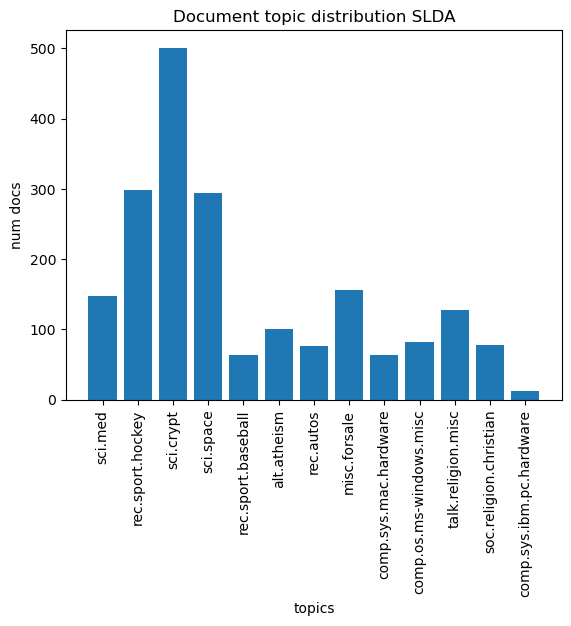 Document topic distribution SLDA
num docs
500
400
300
200
100
0
sci.med
rec.sport.hockey
sci.crypt
sci.space
rec.sport.baseball
alt.atheism
rec.autos
misc.forsale
comp.sys.mac.hardware
comp.os.ms-windows.misc
talk.religion.misc
soc.religion.christian
comp.sys.ibm.pc.hardware
topics